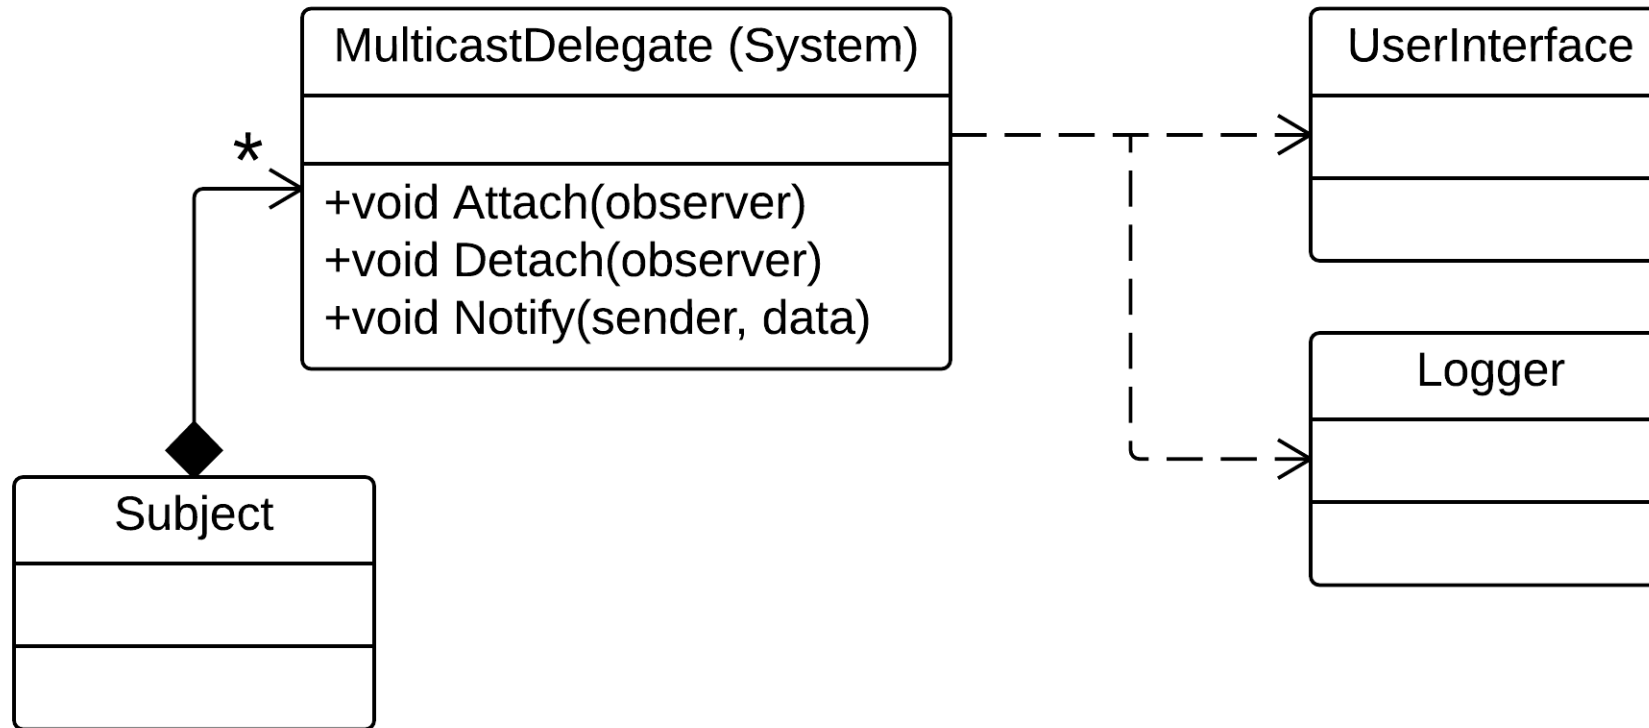 MulticastDelegate (System)
UserInterface
*
+void Attach(observer)
+void Detach(observer)
+void Notify(sender, data)
Logger
Subject